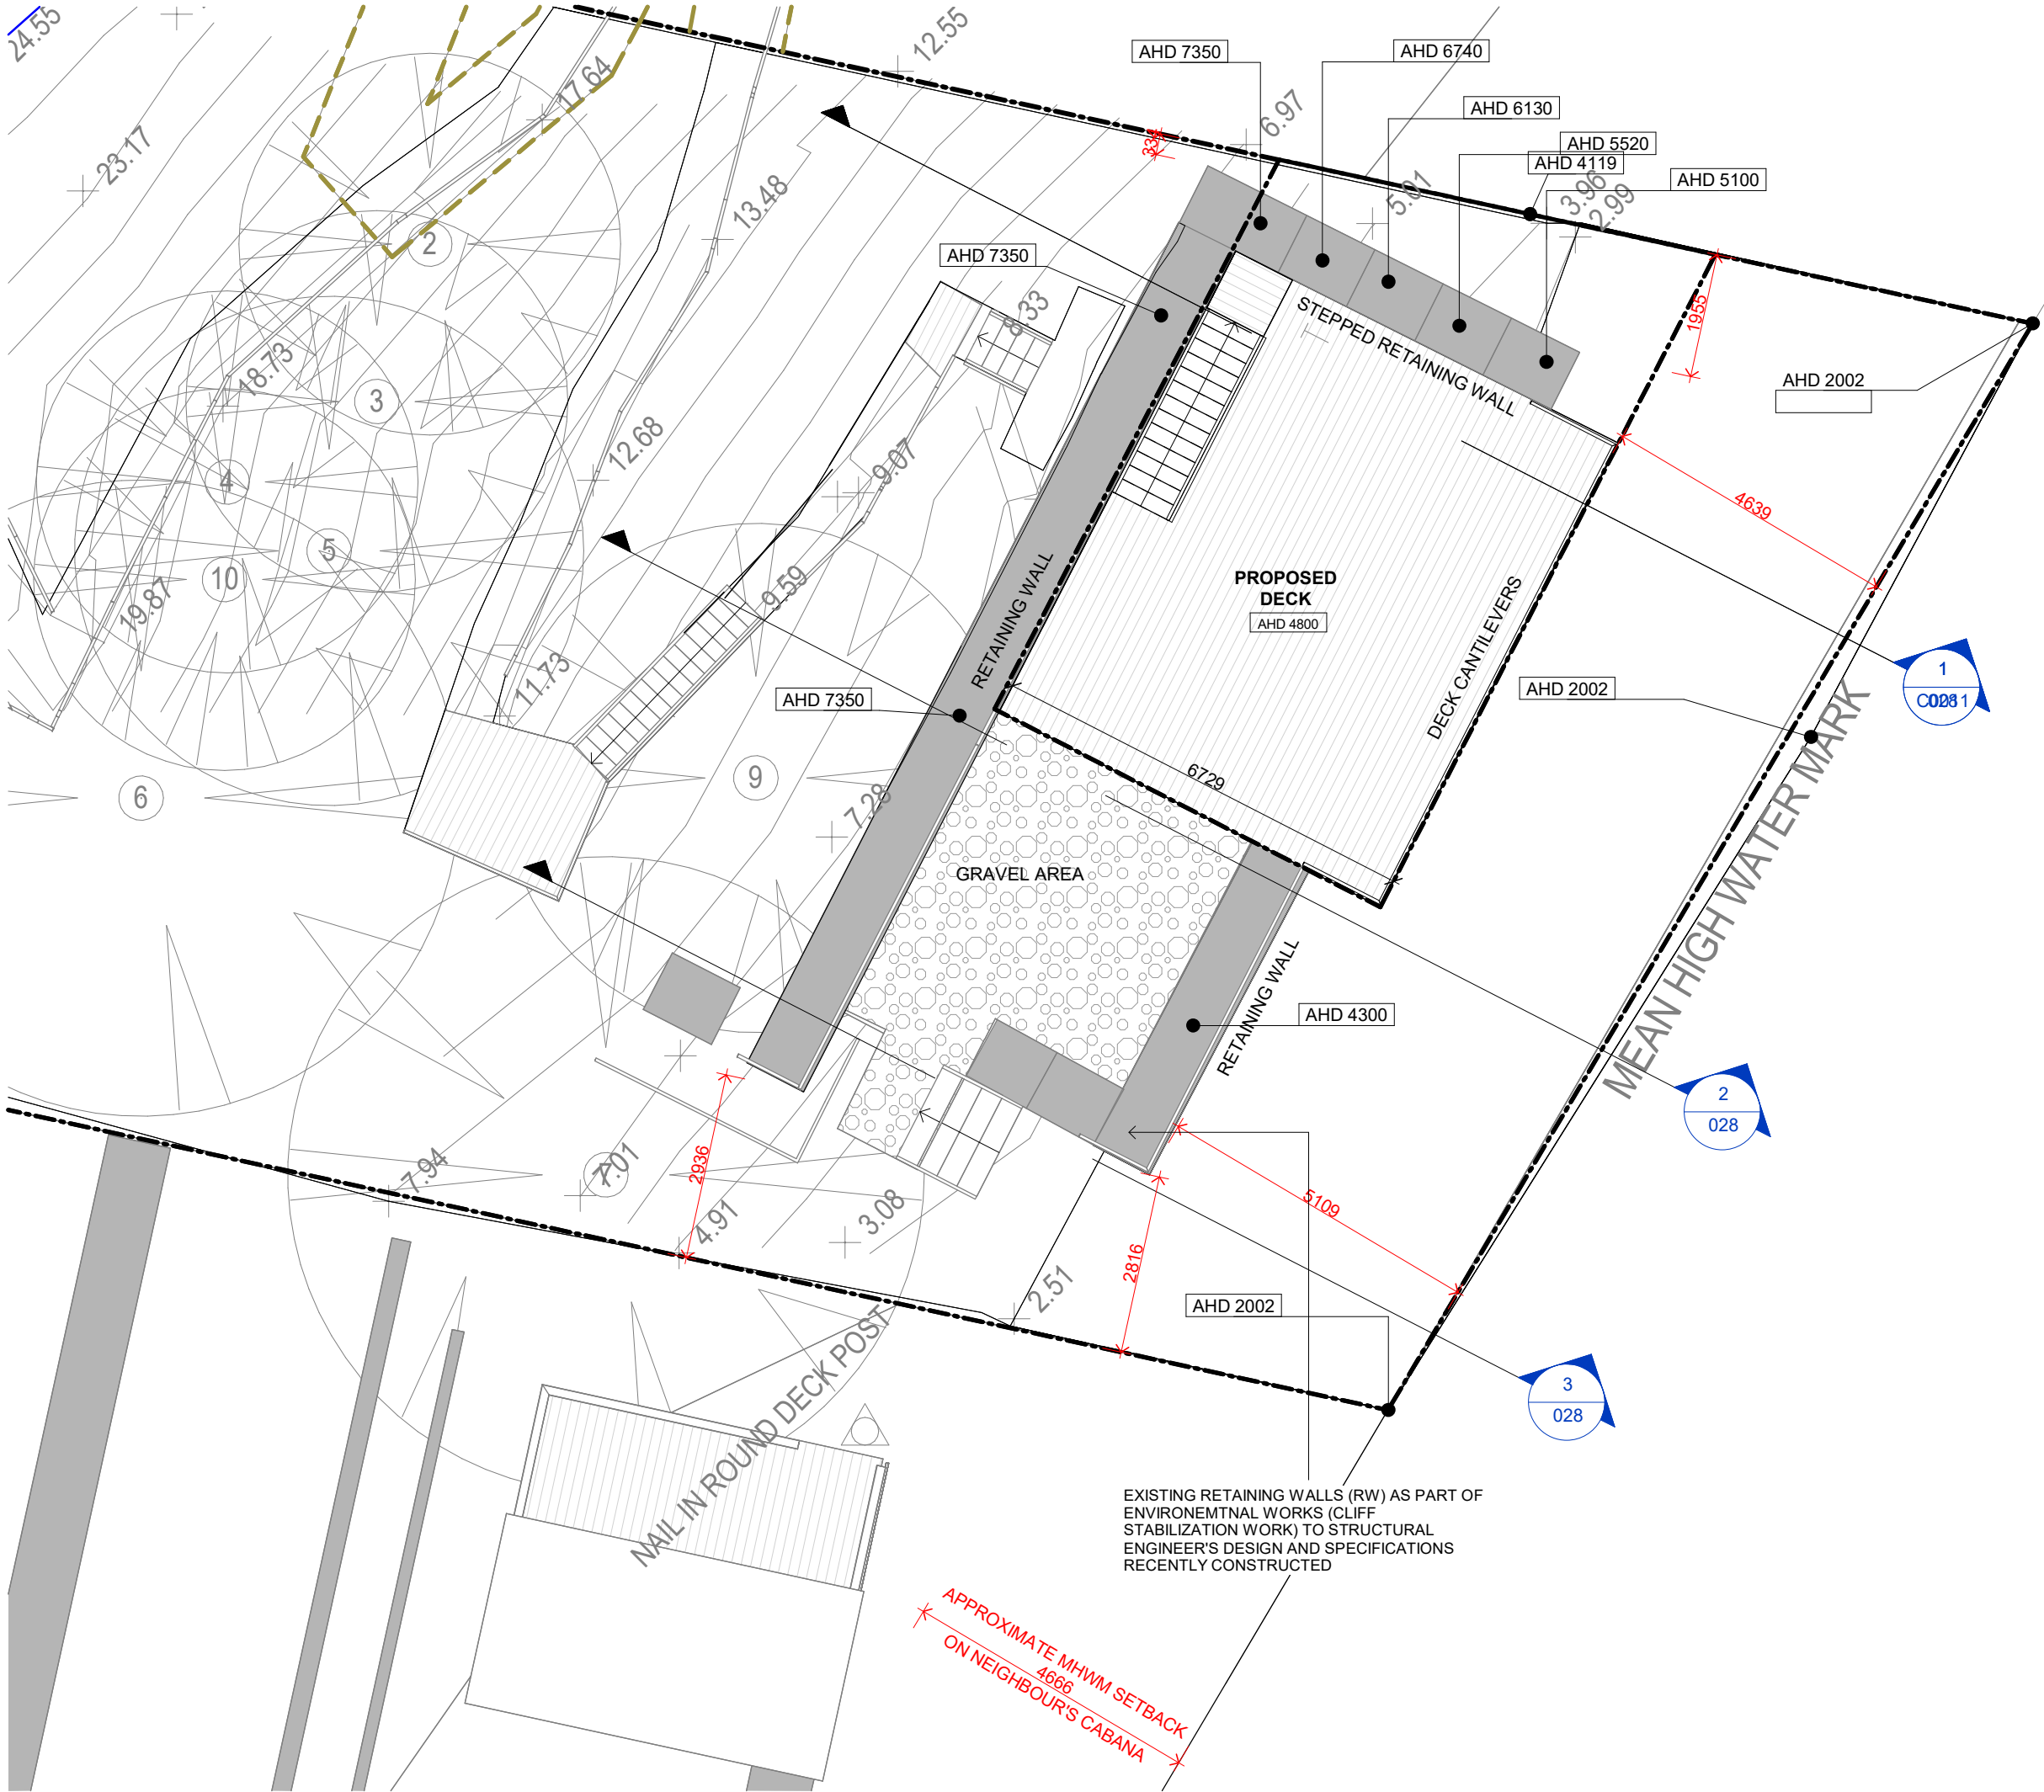 24.55
12.55
AHD 7350
AHD 6740
17.64
6.97
AHD 6130
AHD 5520
AHD 4119
AHD 5100
23.17
13.48
5.01
3.96
2.99
2
AHD 7350
8.33
1955
STEPPED RETAINING WALL
AHD 2002
18.73
3
12.68
9.07
4
4639
5
10
19.87
9.59
RETAINING WALL
PROPOSED
DECK
AHD 4800
DECK CANTILEVERS
11.73
AHD 7350
AHD 2002
1
6
9
7.28
6729
GRAVEL AREA
MEAN HIGH WATER MARK
RETAINING WALL
AHD 4300
2
028
7.94
7.01
2936
4.91
3.08
5109
2816
2.51
AHD 2002
3
028
NAIL IN ROUND DECK POST
EXISTING RETAINING WALLS (RW) AS PART OF
ENVIRONEMTNAL WORKS (CLIFF
STABILIZATION WORK) TO STRUCTURAL
ENGINEER'S DESIGN AND SPECIFICATIONS
RECENTLY CONSTRUCTED
APPROXIMATE MHWM SETBACK
4666
ON NEIGHBOUR'S CABANA